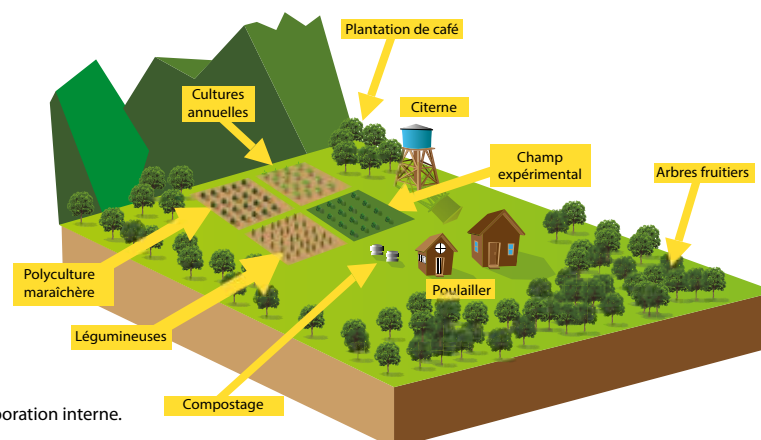 Plantation de café
Cultures
annuelles
Citerne
Champ
expérimental
Arbres fruitiers
Polyculture
maraîchère
Poulailler
Légumineuses
Compostage
oration interne.